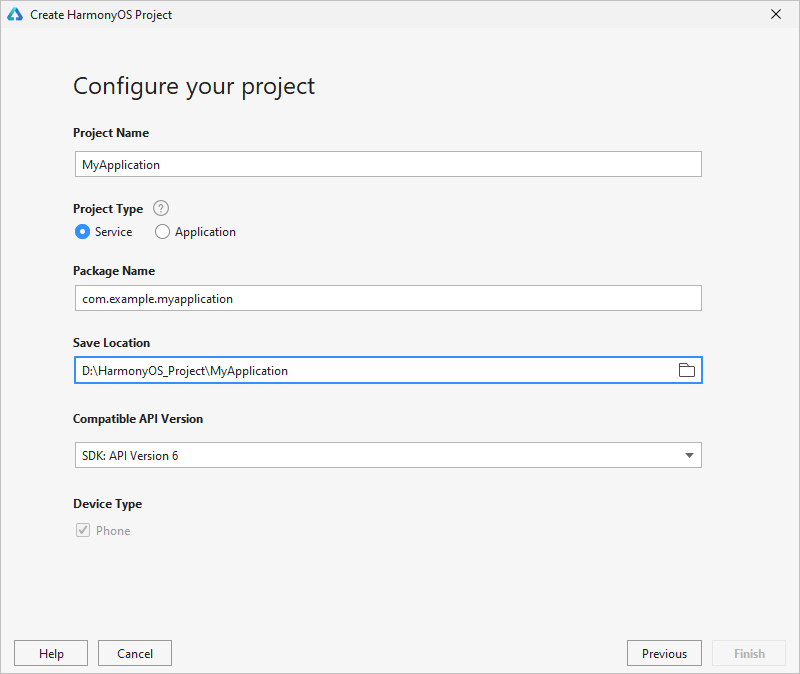 Create HarmonyOS Project
Configure your project
Project Name
MyApplication
Project Type ?
Service Application
Package Name
com.example.myapplication
Save Location
D:\HarmonyOS_Project\MyApplication
Compatible API Version
SDK: API Version 6
Device Type
Phone
Help Cancel Previous Finish